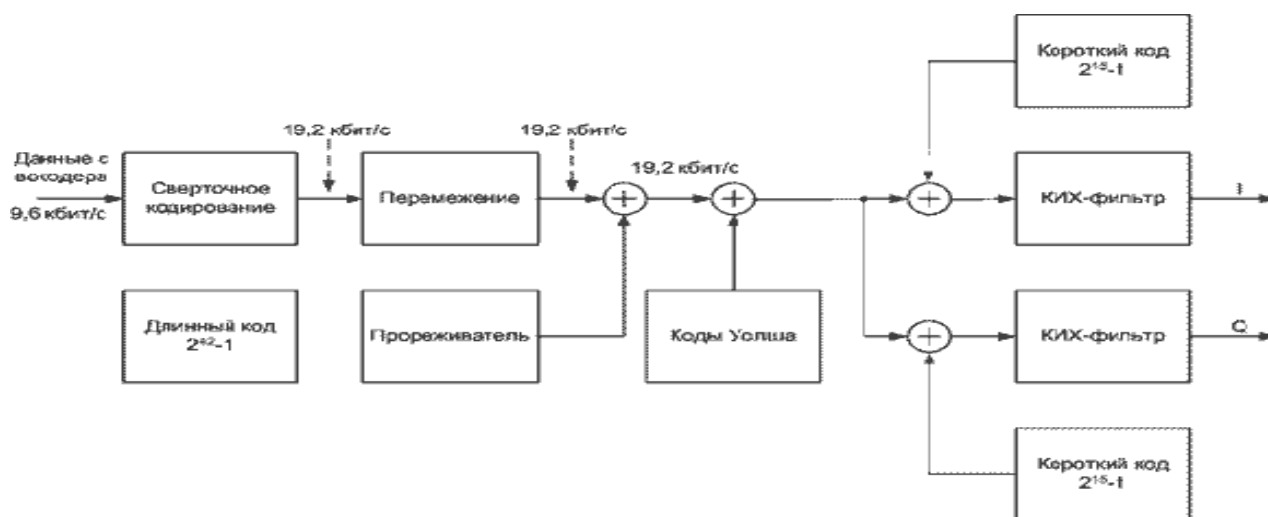 Короткий код
2¹⁵-1
19,2 кбит/с
19,2 кбит/с
Данные с
вокодера
19,2 кбит/с
9,6 кбит/с
Сверточное
кодирование
Перемежение
КИХ-фильтр
I
Длинный код
2⁴²-1
Прореживатель
Коды Уолша
КИХ-фильтр
Q
Короткий код
2¹⁵-1